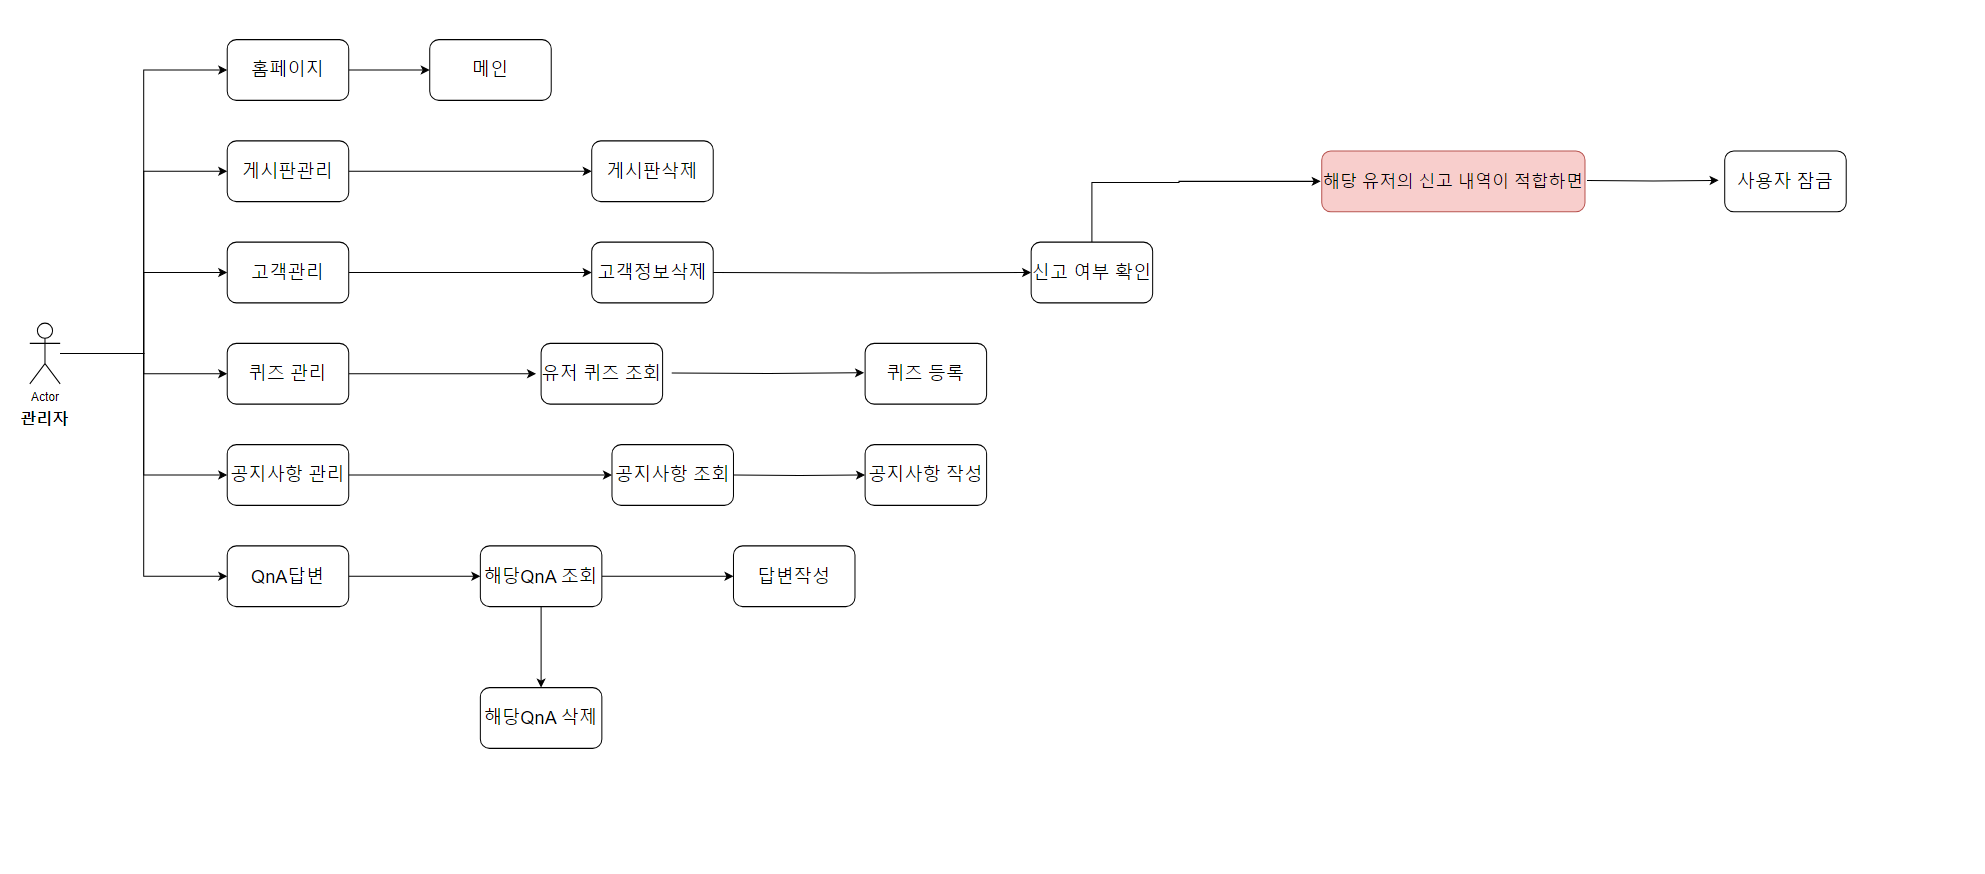 홈페이지
메인
게시판관리
게시판삭제
해당 유저의 신고 내역이 적합하면
사용자 잠금
고객관리
고객정보삭제
신고 여부 확인
퀴즈 관리
유저 퀴즈 조회
퀴즈 등록
Actor
관리자
공지사항 관리
공지사항 조회
공지사항 작성
QnA답변
해당QnA 조회
답변작성
해당QnA 삭제